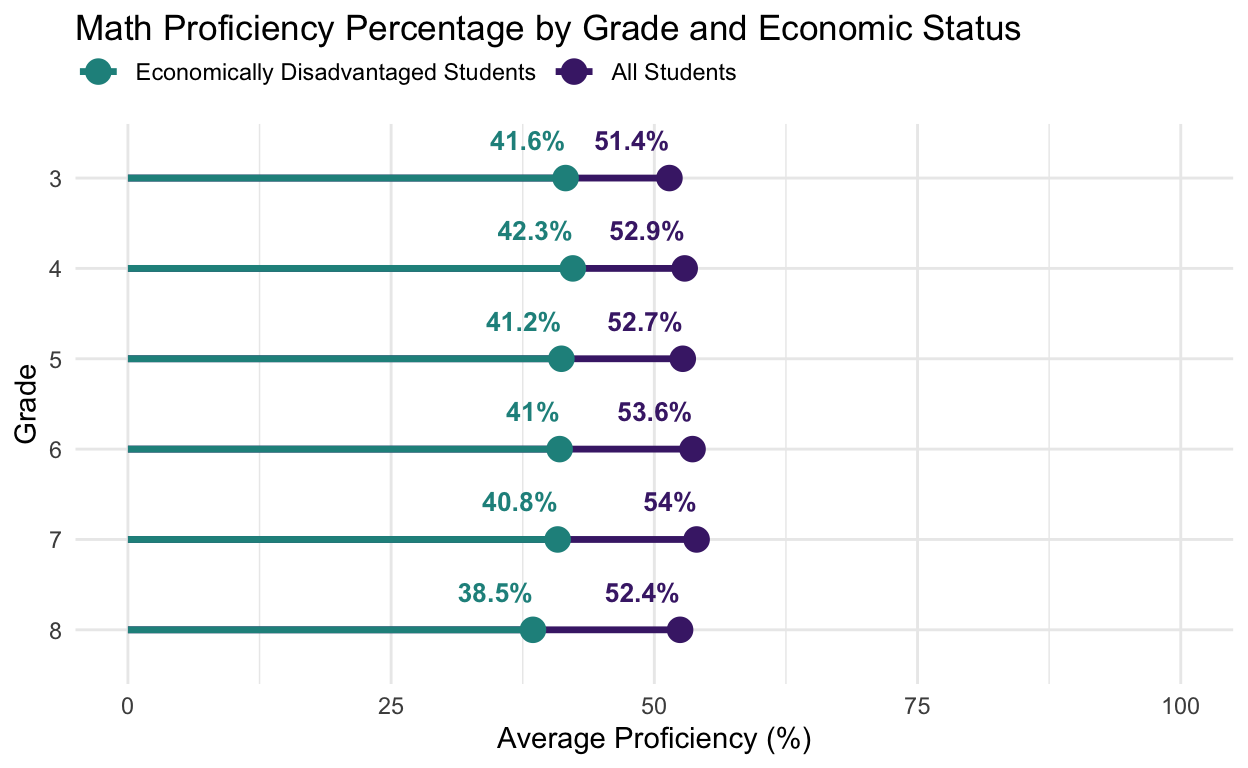 Math Proficiency Percentage by Grade and Economic Status
Economically Disadvantaged Students All Students
41.6% 51.4%
3
42.3% 52.9%
4
41.2% 52.7%
5
41% 53.6%
6
40.8% 54%
7
38.5% 52.4%
8
Grade
0 25 50 75 100
Average Proficiency (%)